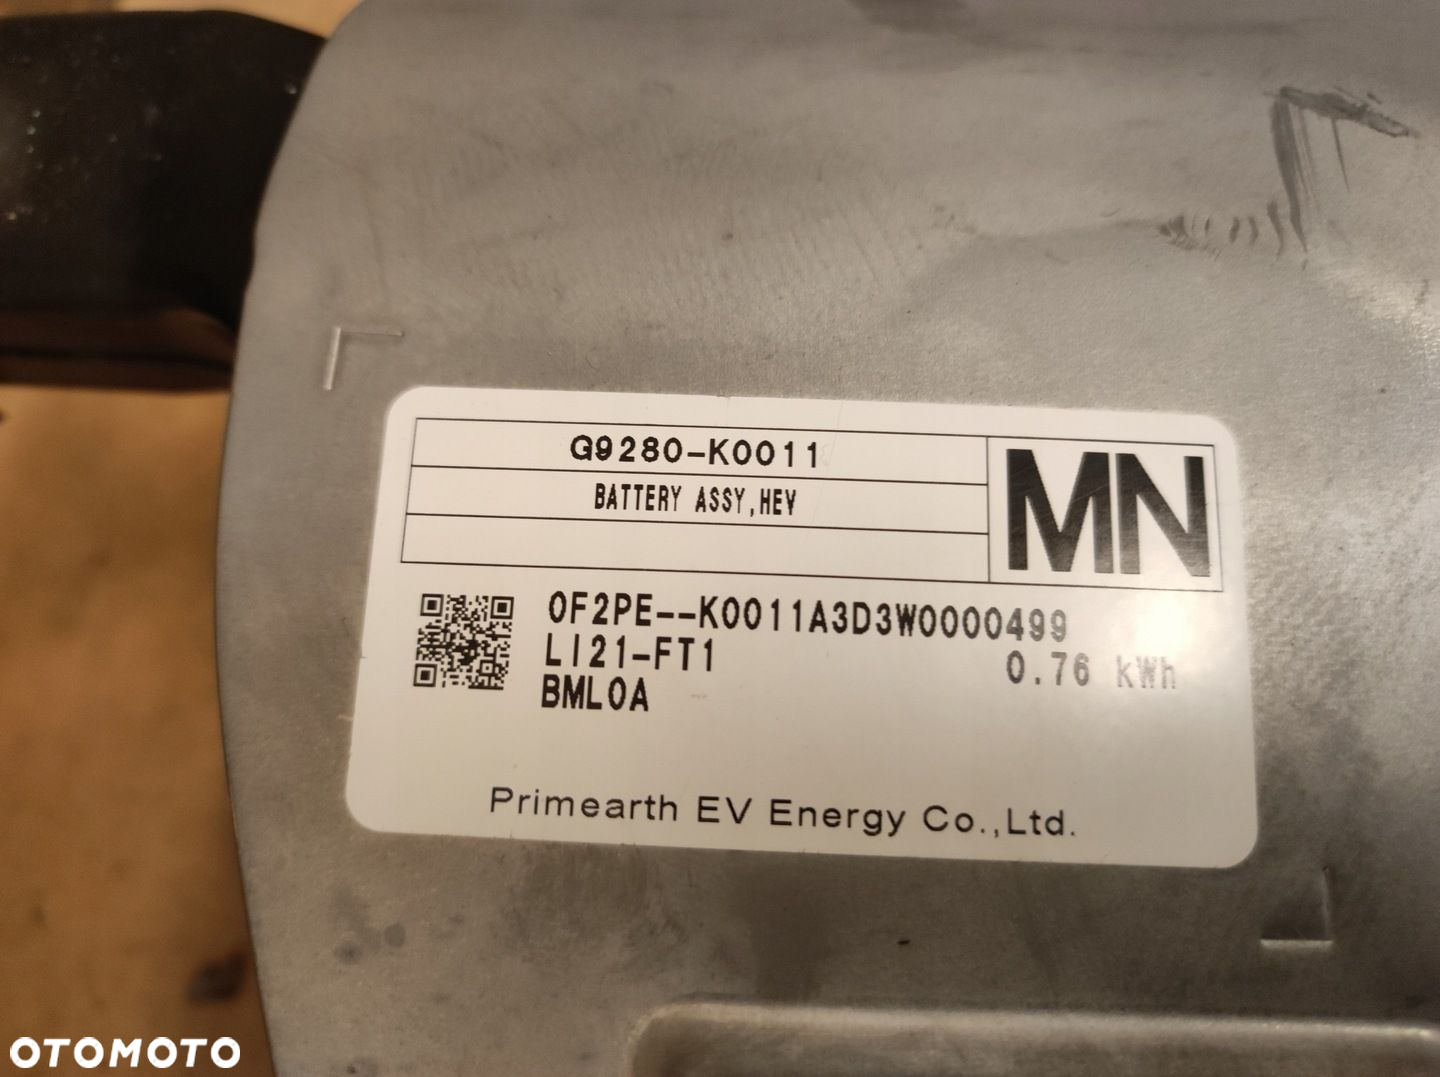 G9280-K0011
BATTERY ASSY,HEV
MN
0F2PE--K0011A3D3W0000499
LI21-FT1
0.76 kWh
BML0A
Primearth EV Energy Co.,Ltd.
OTOMOTO